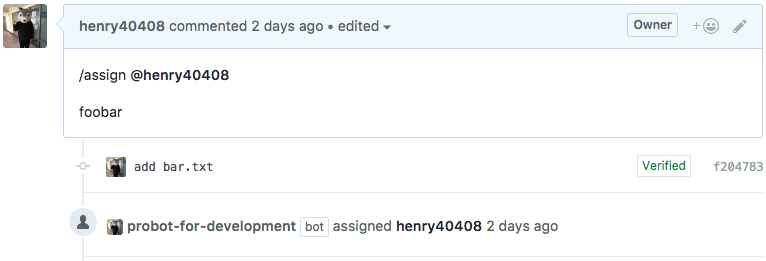 henry40408 commented 2 days ago • edited Owner
/assign @henry40408
foobar
add bar.txt Verified f204783
probot-for-development bot assigned henry40408 2 days ago